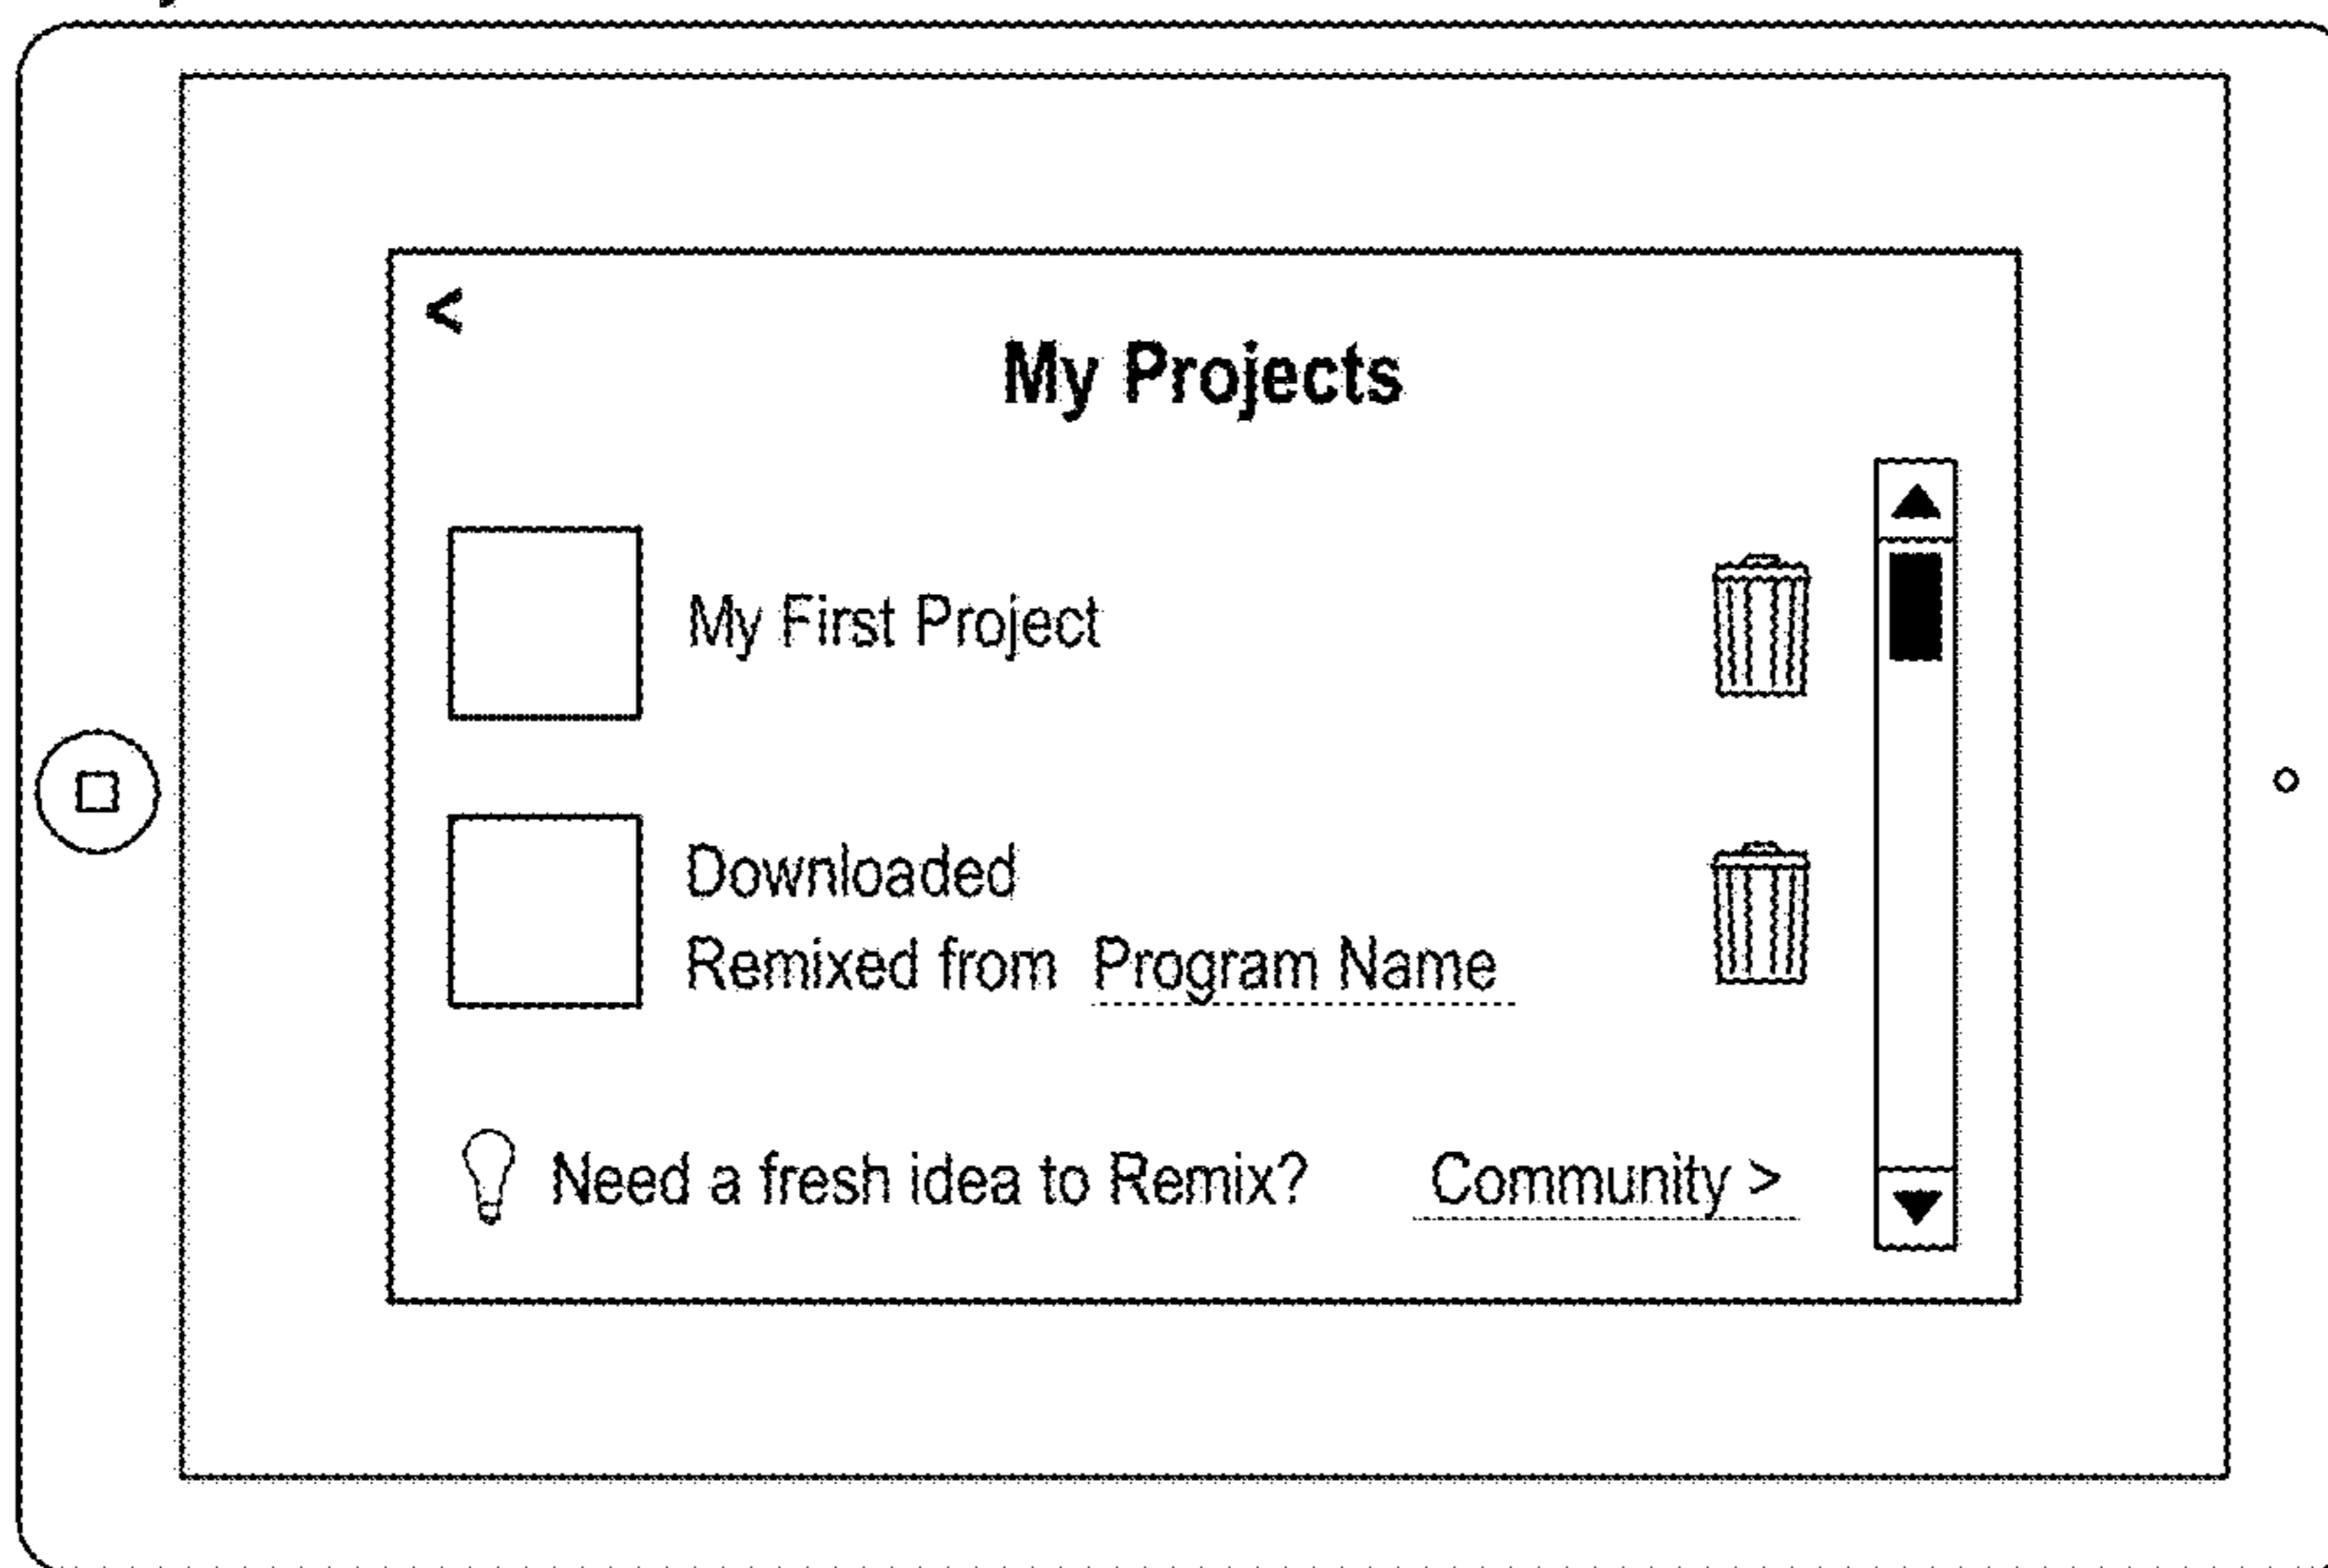 <
My Projects
My First Project
Downloaded
Remixed from Program Name
Need a fresh idea to Remix? Community >